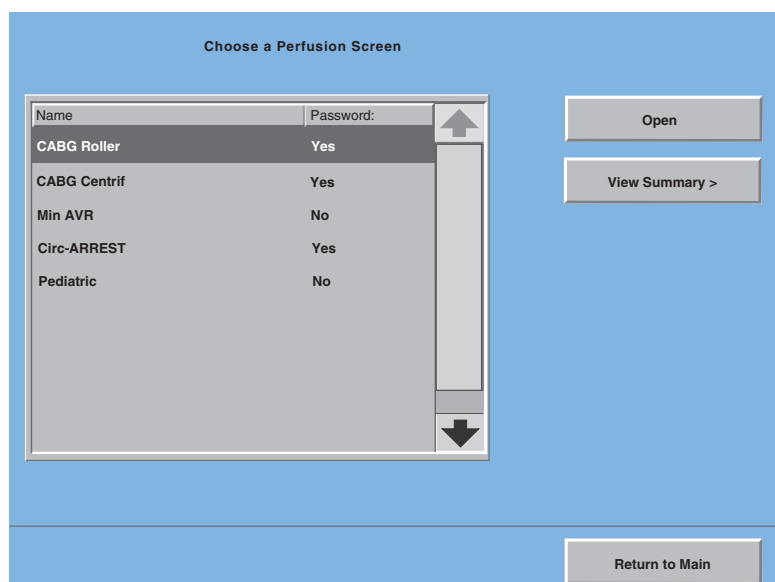 Choose a Perfusion Screen
Name Password:
CABG Roller Yes
CABG Centrif Yes
Min AVR No
Circ-ARREST Yes
Pediatric No
Open
View Summary >
Return to Main